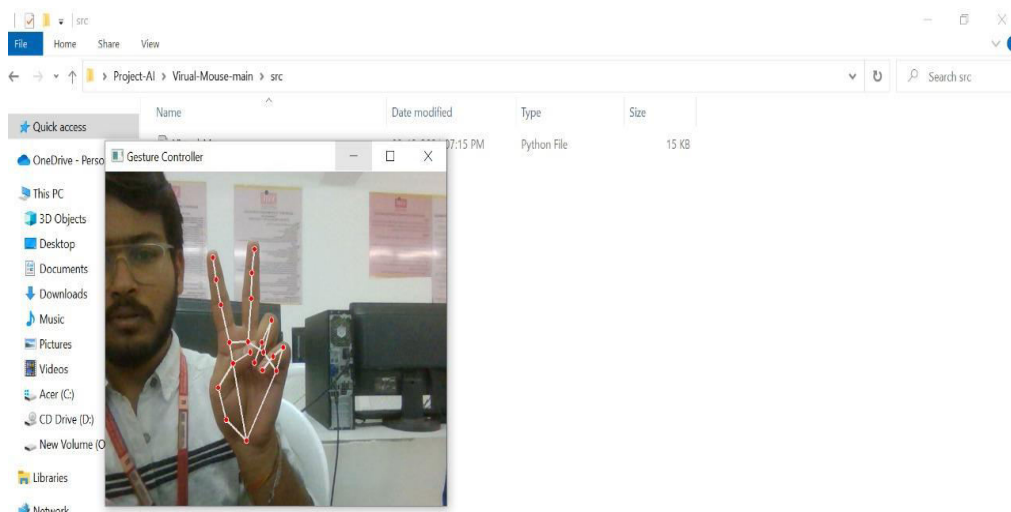 src
File Home Share View
Project-AI > Virual-Mouse-main > src
Search src
Name Date modified Type Size
07:15 PM Python File 15 KB
Quick access
OneDrive - Perso
This PC
3D Objects
Desktop
Documents
Downloads
Music
Pictures
Videos
Acer (C:)
CD Drive (D:)
New Volume (O
Libraries
Network
Gesture Controller